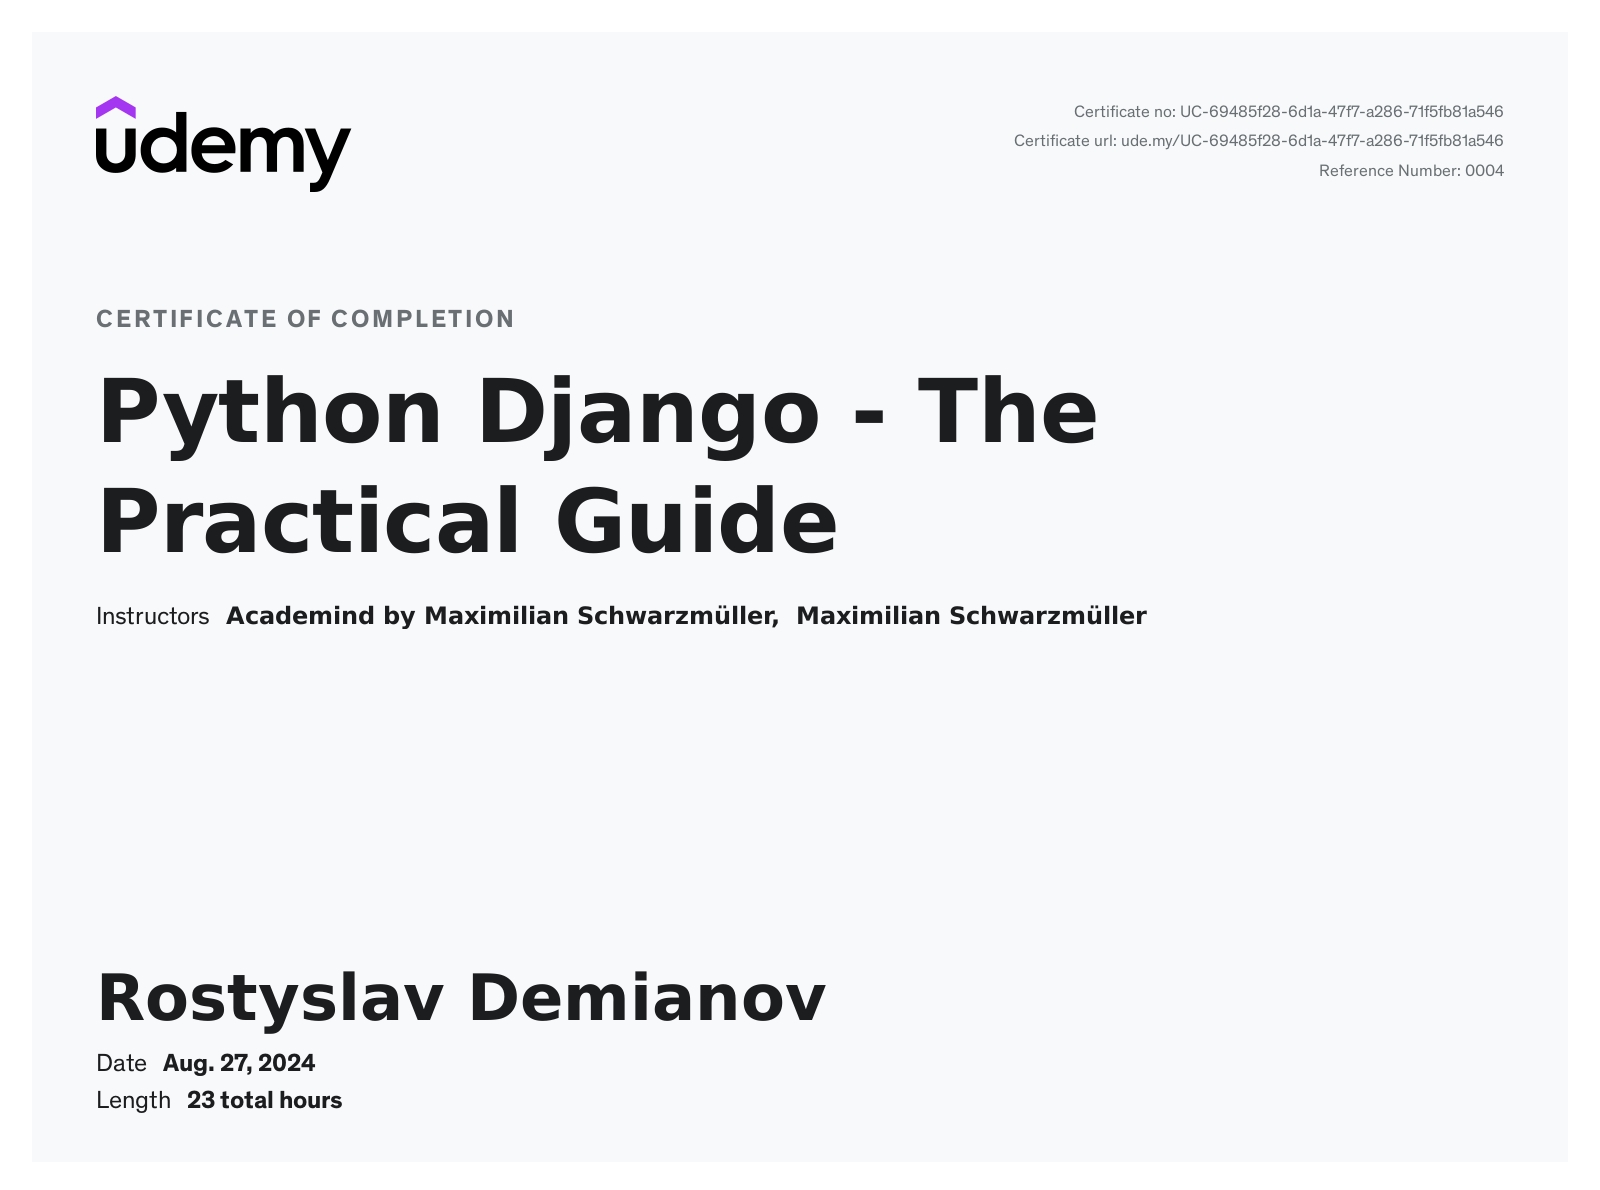 udemy
Certificate no: UC-69485f28-6d1a-47f7-a286-71f5fb81a546
Certificate url: ude.my/UC-69485f28-6d1a-47f7-a286-71f5fb81a546
Reference Number: 0004
CERTIFICATE OF COMPLETION
Python Django - The
Practical Guide
Instructors Academind by Maximilian Schwarzmüller, Maximilian Schwarzmüller
Rostyslav Demianov
Date Aug. 27, 2024
Length 23 total hours